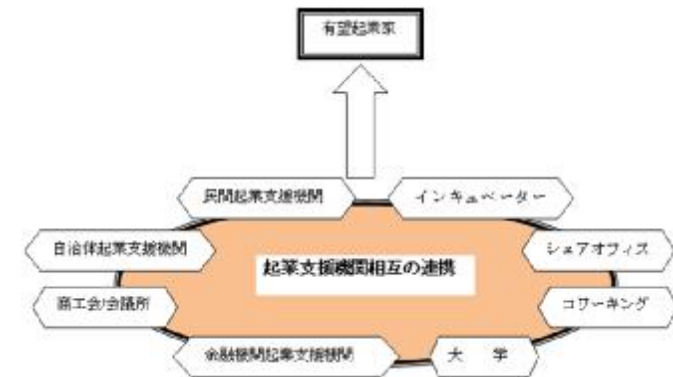 有望起業家
民間起業支援機関
インキュベーター
自治体起業支援機関
シェアオフィス
起業支援機関相互の連携
商工会/会議所
コワーキング
金融機関起業支援機関
大　学